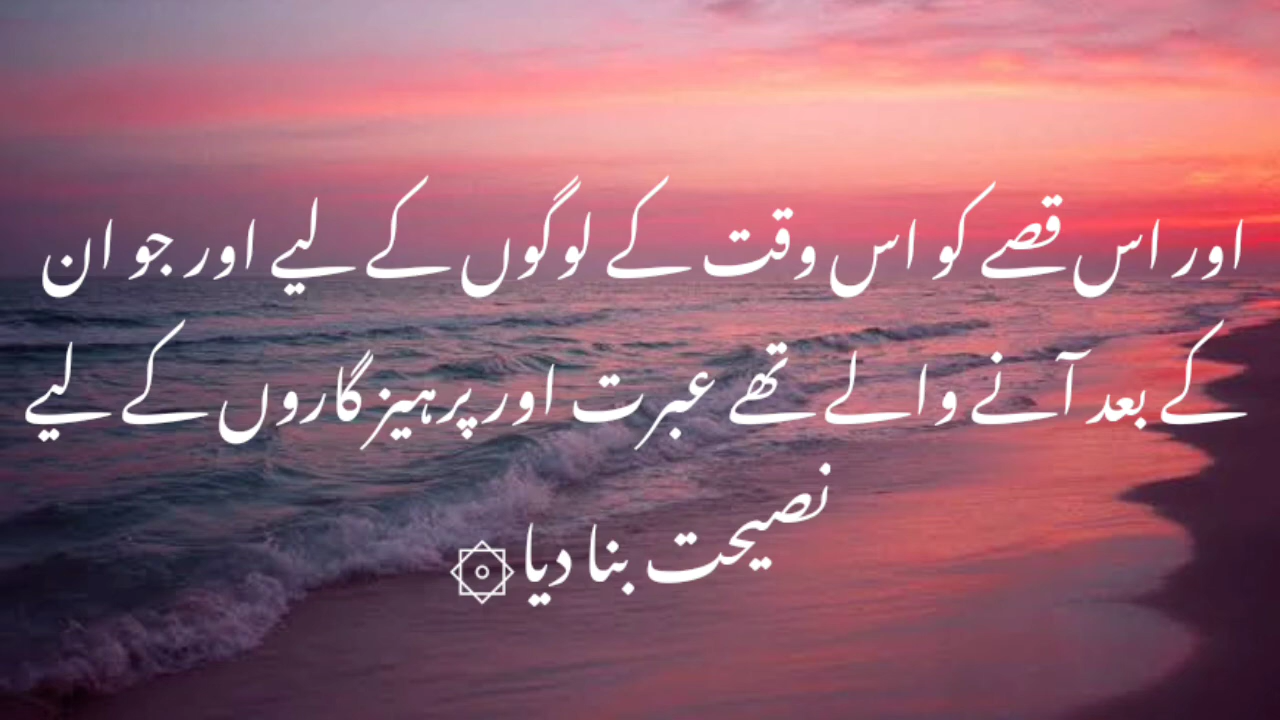 اور اس قصے کو اس وقت کے لوگوں کے لیے اور جو ان
کے بعد آنے والے تھے عبرت اور پرہیزگاروں کے لیے
نصیحت بنا دیا ۞